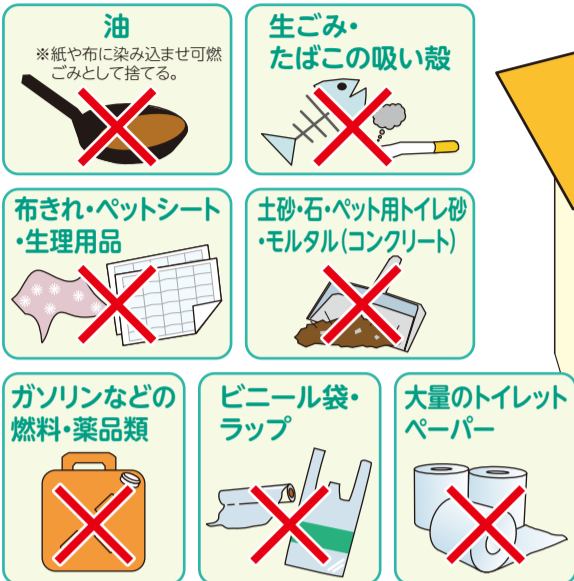 油
※紙や布に染み込ませ可燃
ごみとして捨てる。
生ごみ・
たばこの吸い殻
布きれ・ペットシート
・生理用品
土砂・石・ペット用トイレ砂
・モルタル(コンクリート)
ガソリンなどの
燃料・薬品類
ビニール袋・
ラップ
大量のトイレット
ペーパー